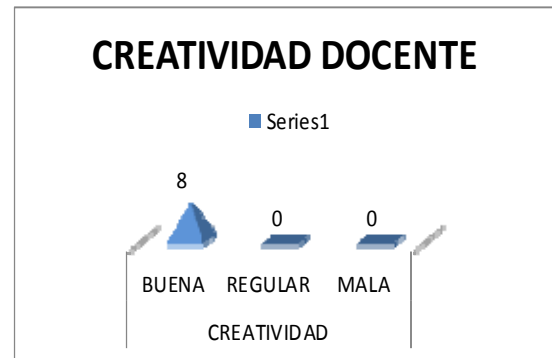 CREATIVIDAD DOCENTE
Series1
8
0 0
BUENA REGULAR MALA
CREATIVIDAD